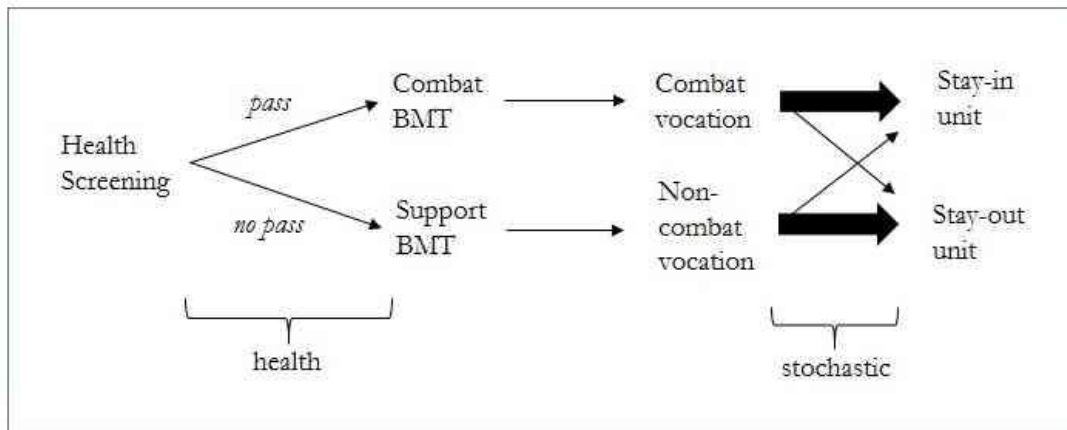 Health
Screening
pass
no pass
Combat
BMT
Support
BMT
Combat
vocation
Non-
combat
vocation
Stay-in
unit
Stay-out
unit
health
stochastic